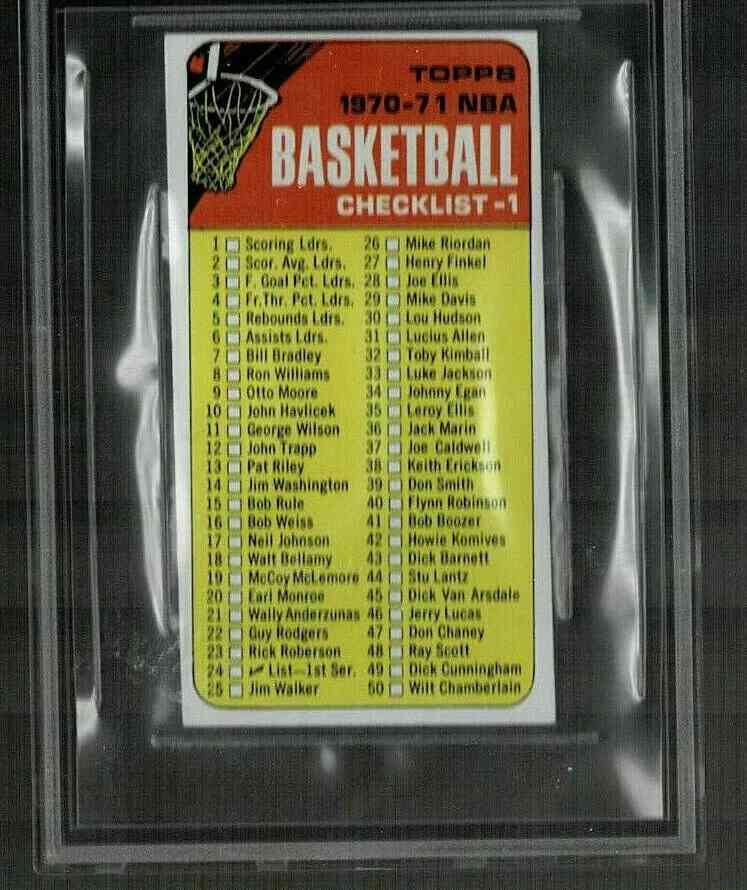 TOPPS
1970-71 NBA
BASKETBALL
CHECKLIST-1
1 Scoring Ldrs.
2 Scor. Avg. Ldrs.
3 F. Goal Pct. Ldrs.
4 Fr. Thr. Pct. Ldrs.
5 Rebounds Ldrs.
6 Assists Ldrs.
7 Bill Bradley
8 Ron Williams
9 Otto Moore
10 John Havlicek
11 George Wilson
12 John Trapp
13 Pat Riley
14 Jim Washington
15 Bob Rule
16 Bob Weiss
17 Neil Johnson
18 Walt Bellamy
19 McCoy McLemore
20 Earl Monroe
21 Wally Anderzunas
22 Guy Rodgers
23 Rick Roberson
24 ✓ List—1st Ser.
25 Jim Walker
26 Mike Riordan
27 Henry Finkel
28 Joe Ellis
29 Mike Davis
30 Lou Hudson
31 Lucius Allen
32 Toby Kimball
33 Luke Jackson
34 Johnny Egan
35 Leroy Ellis
36 Jack Marin
37 Joe Caldwell
38 Keith Erickson
39 Don Smith
40 Flynn Robinson
41 Bob Boozer
42 Howie Komives
43 Dick Barnett
44 Stu Lantz
45 Dick Van Arsdale
46 Jerry Lucas
47 Don Chaney
48 Ray Scott
49 Dick Cunningham
50 Wilt Chamberlain